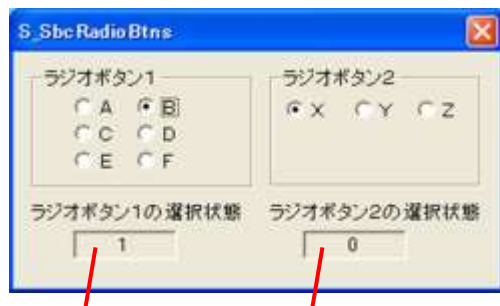 S_SbcRadioBtns
ラジオボタン1
A B
C D
E F
ラジオボタン2
X Y Z
ラジオボタン1の選択状態
1
ラジオボタン2の選択状態
0